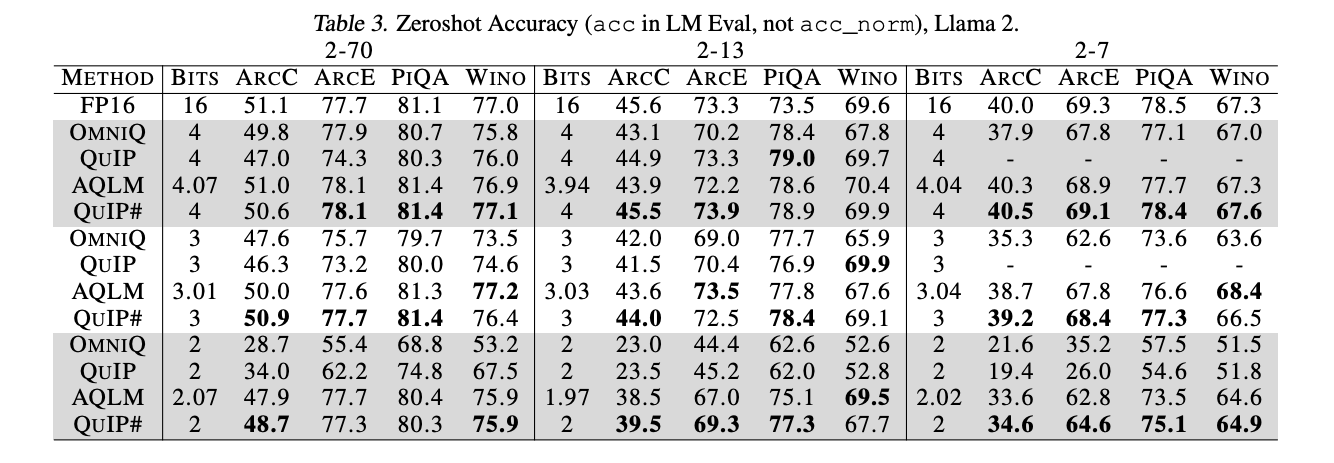 Table 3. Zeroshot Accuracy (acc in LM Eval, not acc_norm), Llama 2.
2-70 2-13 2-7
METHOD BITS ARCC ARCE PIQA WINO BITS ARCC ARCE PIQA WINO BITS ARCC ARCE PIQA WINO
FP16 16 51.1 77.7 81.1 77.0 16 45.6 73.3 73.5 69.6 16 40.0 69.3 78.5 67.3
OMNIQ 4 49.8 77.9 80.7 75.8 4 43.1 70.2 78.4 67.8 4 37.9 67.8 77.1 67.0
QUIP 4 47.0 74.3 80.3 76.0 4 44.9 73.3 79.0 69.7 4 - - - -
AQLM 4.07 51.0 78.1 81.4 76.9 3.94 43.9 72.2 78.6 70.4 4.04 40.3 68.9 77.7 67.3
QUIP# 4 50.6 78.1 81.4 77.1 4 45.5 73.9 78.9 69.9 4 40.5 69.1 78.4 67.6
OMNIQ 3 47.6 75.7 79.7 73.5 3 42.0 69.0 77.7 65.9 3 35.3 62.6 73.6 63.6
QUIP 3 46.3 73.2 80.0 74.6 3 41.5 70.4 76.9 69.9 3 - - - -
AQLM 3.01 50.0 77.6 81.3 77.2 3.03 43.6 73.5 77.8 67.6 3.04 38.7 67.8 76.6 68.4
QUIP# 3 50.9 77.7 81.4 76.4 3 44.0 72.5 78.4 69.1 3 39.2 68.4 77.3 66.5
OMNIQ 2 28.7 55.4 68.8 53.2 2 23.0 44.4 62.6 52.6 2 21.6 35.2 57.5 51.5
QUIP 2 34.0 62.2 74.8 67.5 2 23.5 45.2 62.0 52.8 2 19.4 26.0 54.6 51.8
AQLM 2.07 47.9 77.7 80.4 75.9 1.97 38.5 67.0 75.1 69.5 2.02 33.6 62.8 73.5 64.6
QUIP# 2 48.7 77.3 80.3 75.9 2 39.5 69.3 77.3 67.7 2 34.6 64.6 75.1 64.9